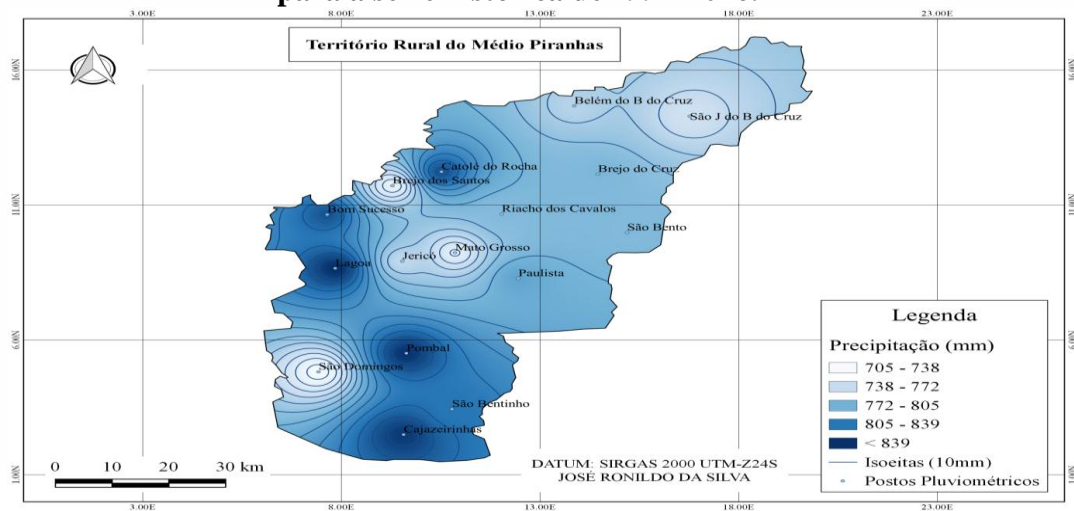 3.00E 8.00E 13.00E 18.00E 23.00E
Território Rural do Médio Piranhas
16.00N
Belém do B do Cruz
São J do B do Cruz
Catolé do Rocha
Brejo do Cruz
Brejo dos Santos
11.00N
Bom Sucesso
Riacho dos Cavalos
São Bento
Mato Grosso
Jericó
Lagoa
Paulista
6.00N
Pombal
São Domingos
São Bentinho
Cajazeirinhas
Legenda
Precipitação (mm)
705 - 738
738 - 772
772 - 805
805 - 839
< 839
Isoeitas (10mm)
Postos Pluviométricos
0 10 20 30 km
DATUM: SIRGAS 2000 UTM-Z24S
JOSÉ RONILDO DA SILVA
1.00N
3.00E 8.00E 13.00E 18.00E 23.00E